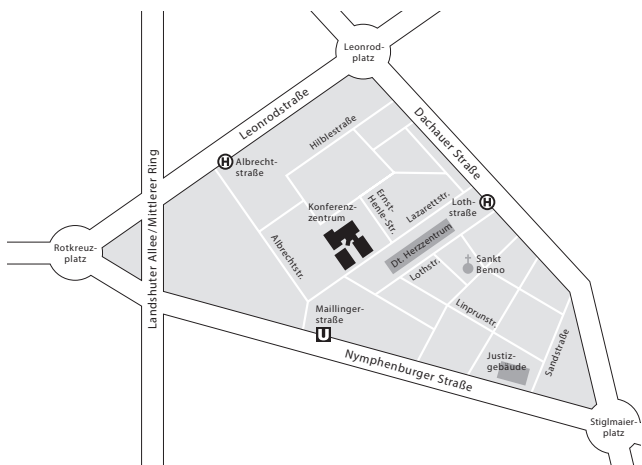 Leonrod-
platz
Leonrodstraße
Hilblestraße
Dachauer Straße
H
Albrecht-
straße
Landshuter Allee/Mittlerer Ring
Konferenz-
zentrum
Ernst-
Henle-Str.
Lazarettstr.
Loth-
straße
H
Rotkreuz-
platz
Albrechtstr.
Dt. Herzzentrum
Lothstr.
Sankt
Benno
Maillinger-
straße
U
Linprunstr.
Nymphenburger Straße
Justiz-
gebäude
Sandstraße
Stiglmaier-
platz